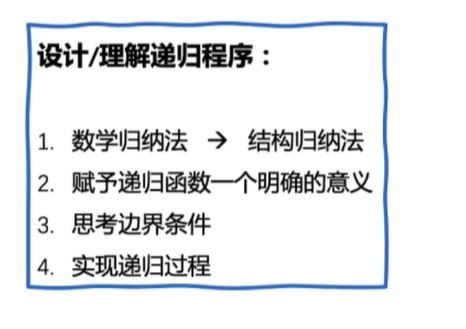 设计/理解递归程序：
1. 数学归纳法 → 结构归纳法
2. 赋予递归函数一个明确的意义
3. 思考边界条件
4. 实现递归过程